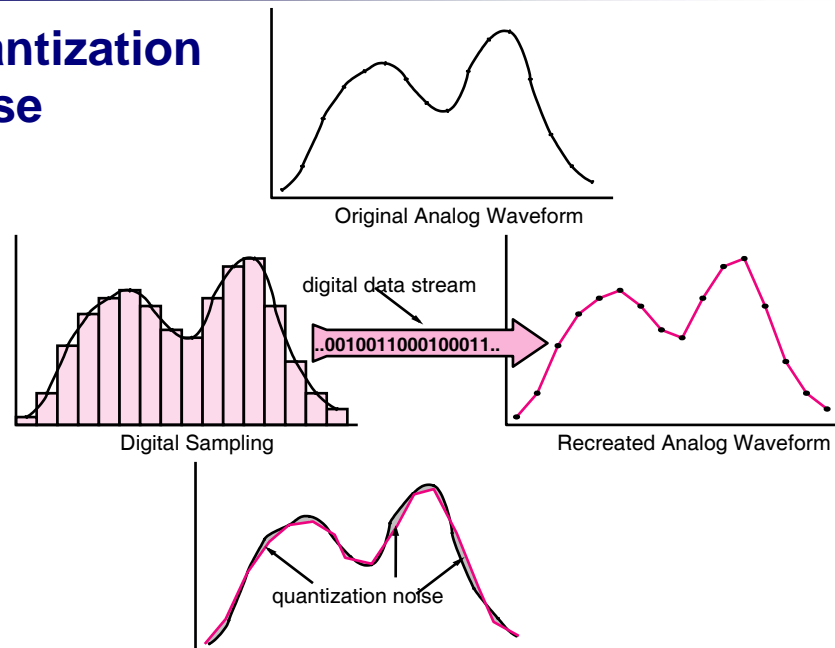 antization
se
Original Analog Waveform
digital data stream
..0010011000100011..
Digital Sampling
Recreated Analog Waveform
quantization noise